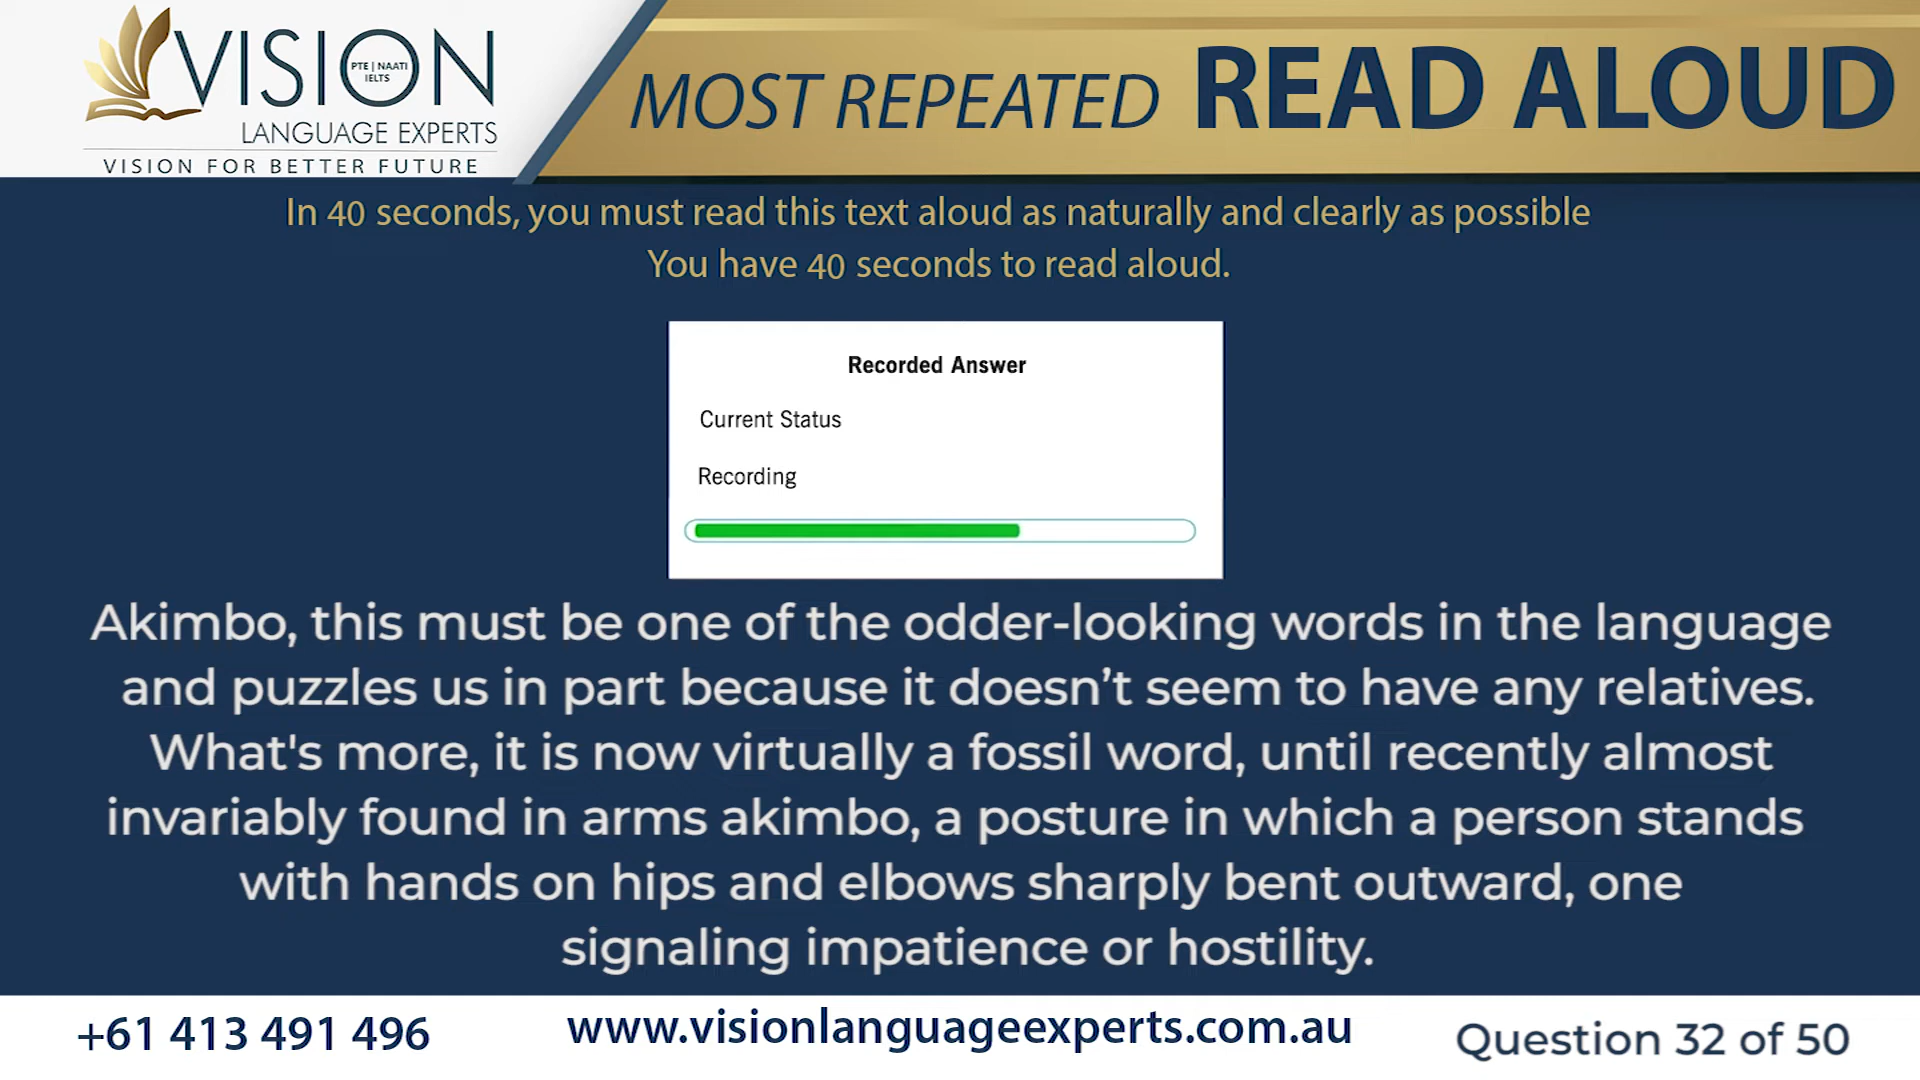 VISION
PTE | NAATI
IELTS
LANGUAGE EXPERTS
VISION FOR BETTER FUTURE
MOST REPEATED READ ALOUD
In 40 seconds, you must read this text aloud as naturally and clearly as possible
You have 40 seconds to read aloud.
Recorded Answer
Current Status
Recording
Akimbo, this must be one of the odder-looking words in the language
and puzzles us in part because it doesn’t seem to have any relatives.
What's more, it is now virtually a fossil word, until recently almost
invariably found in arms akimbo, a posture in which a person stands
with hands on hips and elbows sharply bent outward, one
signaling impatience or hostility.
+61 413 491 496
www.visionlanguageexperts.com.au
Question 32 of 50